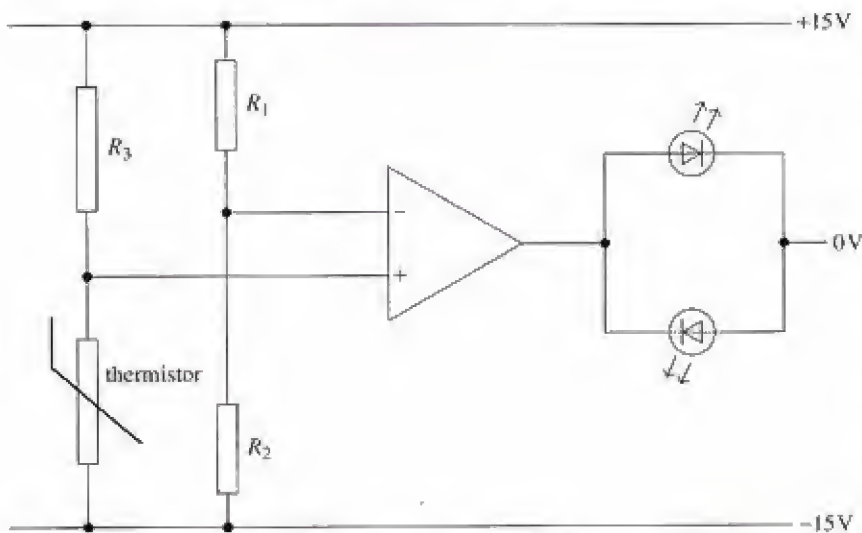 +15V
R₁
R₃
−
0V
+
thermistor
R₂
−15V